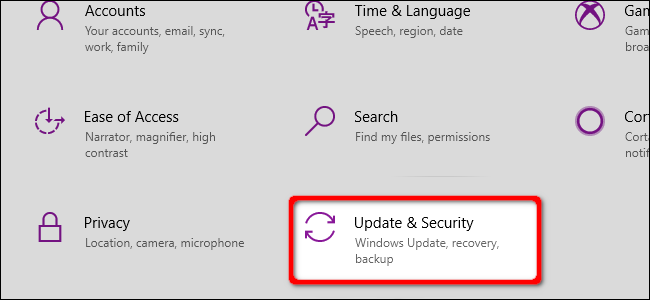 Accounts
Your accounts, email, sync,
work, family
Time & Language
Speech, region, date
Gam
Gam
broa
Ease of Access
Narrator, magnifier, high
contrast
Search
Find my files, permissions
Cort
Corta
notif
Privacy
Location, camera, microphone
Update & Security
Windows Update, recovery,
backup